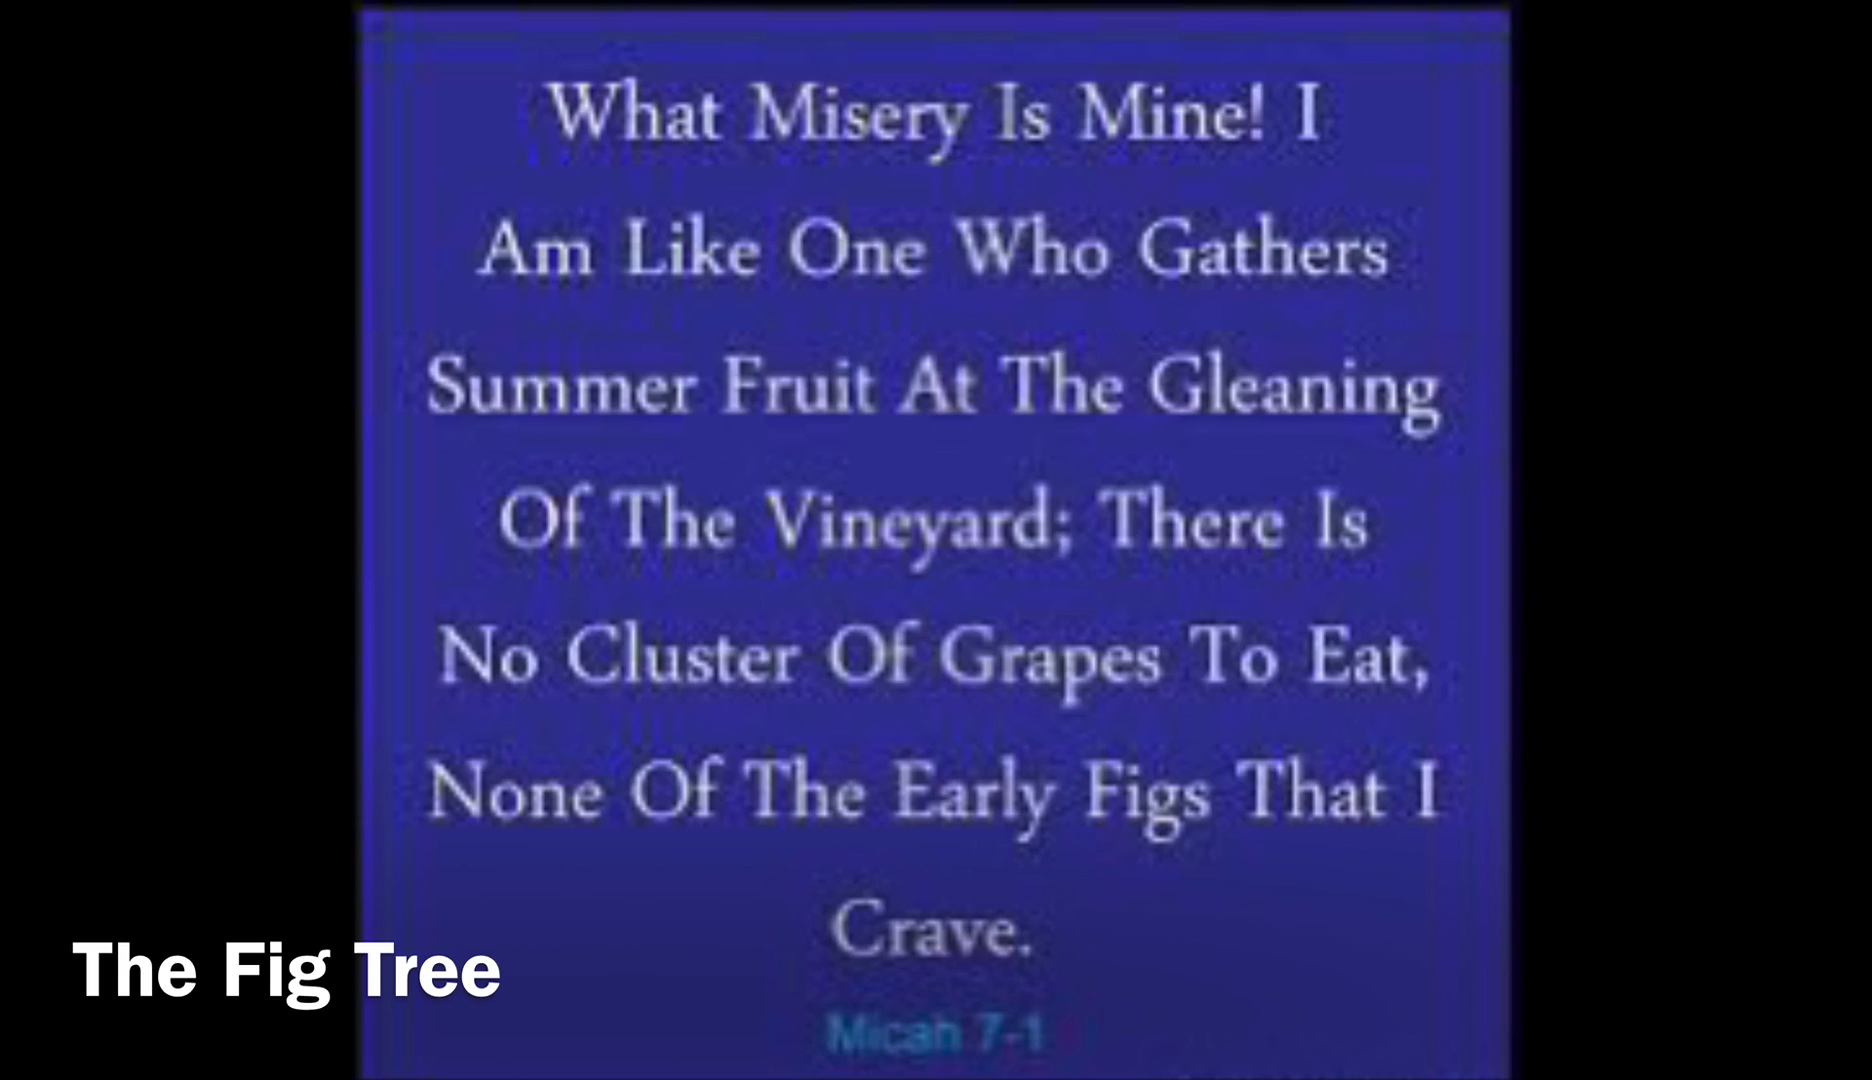 What Misery Is Mine! I
Am Like One Who Gathers
Summer Fruit At The Gleaning
Of The Vineyard; There Is
No Cluster Of Grapes To Eat,
None Of The Early Figs That I
Crave.
The Fig Tree
Micah 7-1